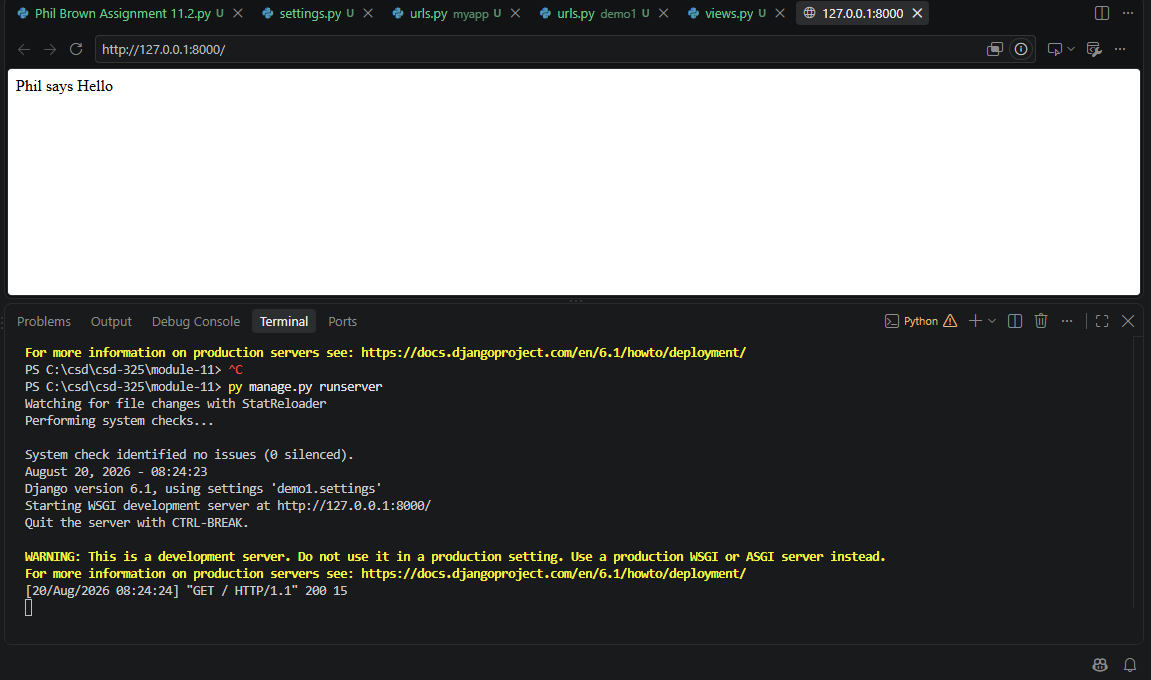 Phil Brown Assignment 11.2.py U settings.py U urls.py myapp U urls.py demo1 U views.py U 127.0.0.1:8000
http://127.0.0.1:8000/
Phil says Hello
Problems Output Debug Console Terminal Ports Python
For more information on production servers see: https://docs.djangoproject.com/en/6.1/howto/deployment/
PS C:\csd\csd-325\module-11> ^C
PS C:\csd\csd-325\module-11> py manage.py runserver
Watching for file changes with StatReloader
Performing system checks...
System check identified no issues (0 silenced).
August 20, 2026 - 08:24:23
Django version 6.1, using settings 'demo1.settings'
Starting WSGI development server at http://127.0.0.1:8000/
Quit the server with CTRL-BREAK.
WARNING: This is a development server. Do not use it in a production setting. Use a production WSGI or ASGI server instead.
For more information on production servers see: https://docs.djangoproject.com/en/6.1/howto/deployment/
[20/Aug/2026 08:24:24] "GET / HTTP/1.1" 200 15